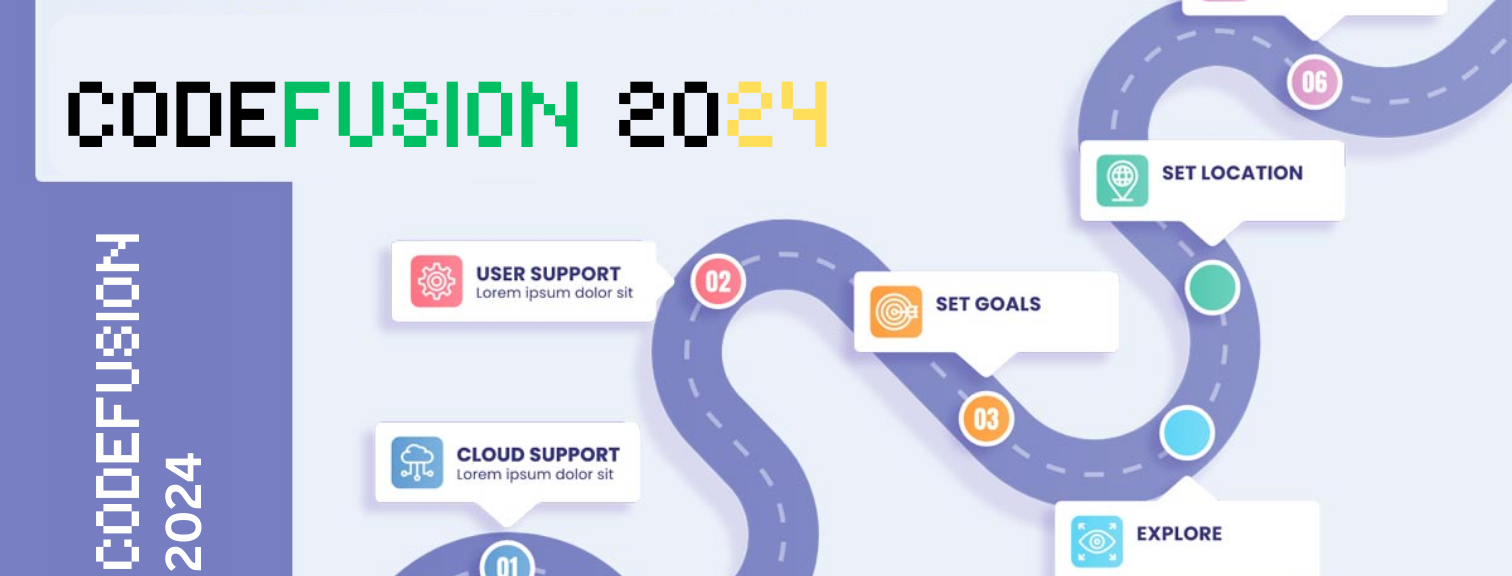 CODEFUSION 2024
06
SET LOCATION
USER SUPPORT
Lorem ipsum dolor sit
02
SET GOALS
03
CLOUD SUPPORT
Lorem ipsum dolor sit
01
EXPLORE
CODEFUSION
2024